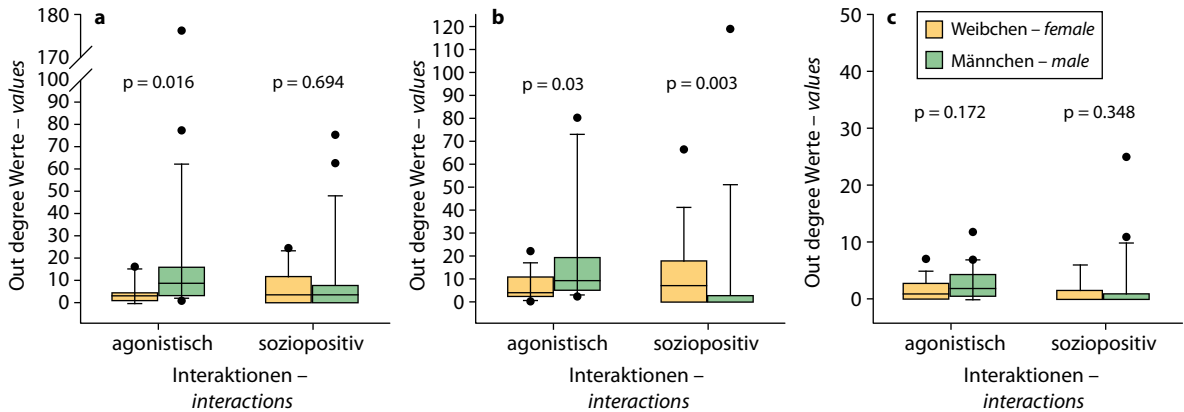 a
180
170
100
90
80
70
60
50
40
30
20
10
0
Out degree Werte – values
p = 0.016
p = 0.694
agonistisch
soziopositiv
Interaktionen –
interactions
b
120
110
100
90
80
70
60
50
40
30
20
10
0
Out degree Werte – values
p = 0.03
p = 0.003
agonistisch
soziopositiv
Interaktionen –
interactions
c
50
40
30
20
10
0
Out degree Werte – values
Weibchen – female
Männchen – male
p = 0.172
p = 0.348
agonistisch
soziopositiv
Interaktionen –
interactions